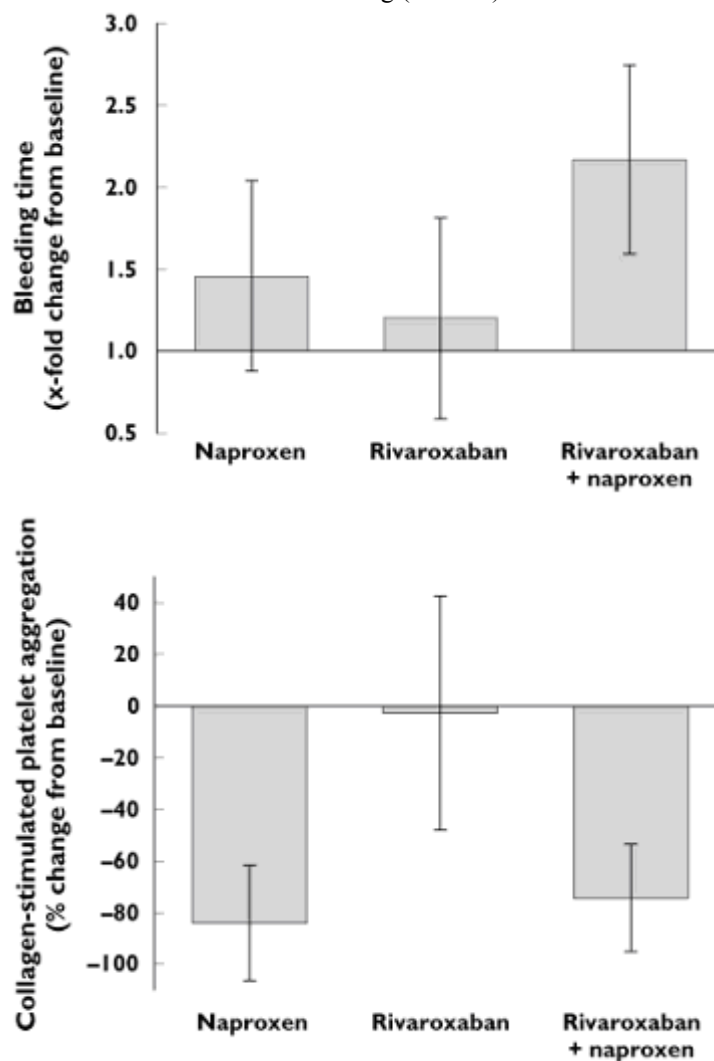 Bleeding time
(x-fold change from baseline)
3.0
2.5
2.0
1.5
1.0
0.5
Naproxen
Rivaroxaban
Rivaroxaban
+ naproxen
Collagen-stimulated platelet aggregation
(% change from baseline)
40
20
0
–20
–40
–60
–80
–100
Naproxen
Rivaroxaban
Rivaroxaban
+ naproxen